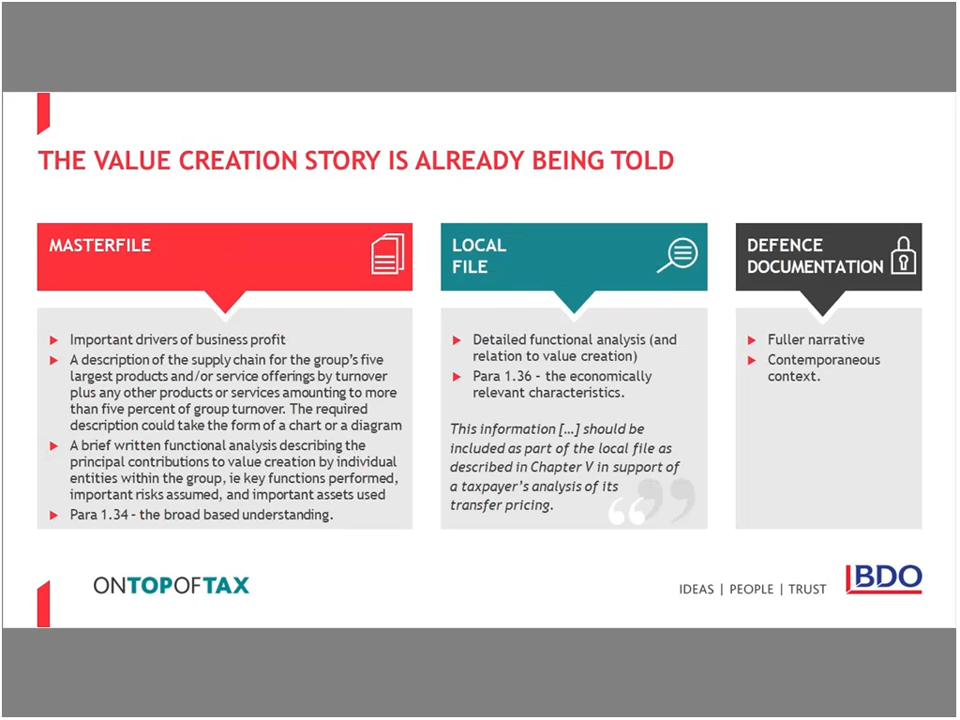 THE VALUE CREATION STORY IS ALREADY BEING TOLD
MASTERFILE
Important drivers of business profit
A description of the supply chain for the group's five
largest products and/or service offerings by turnover
plus any other products or services amounting to more
than five percent of group turnover. The required
description could take the form of a chart or a diagram
A brief written functional analysis describing the
principal contributions to value creation by individual
entities within the group, ie key functions performed,
important risks assumed, and important assets used
Para 1.34 – the broad based understanding.
LOCAL
FILE
Detailed functional analysis (and
relation to value creation)
Para 1.36 – the economically
relevant characteristics.
This information […] should be
included as part of the local file as
described in Chapter V in support of
a taxpayer's analysis of its
transfer pricing.
DEFENCE
DOCUMENTATION
Fuller narrative
Contemporaneous
context.
ONTOPOFTAX
IDEAS | PEOPLE | TRUST
BDO